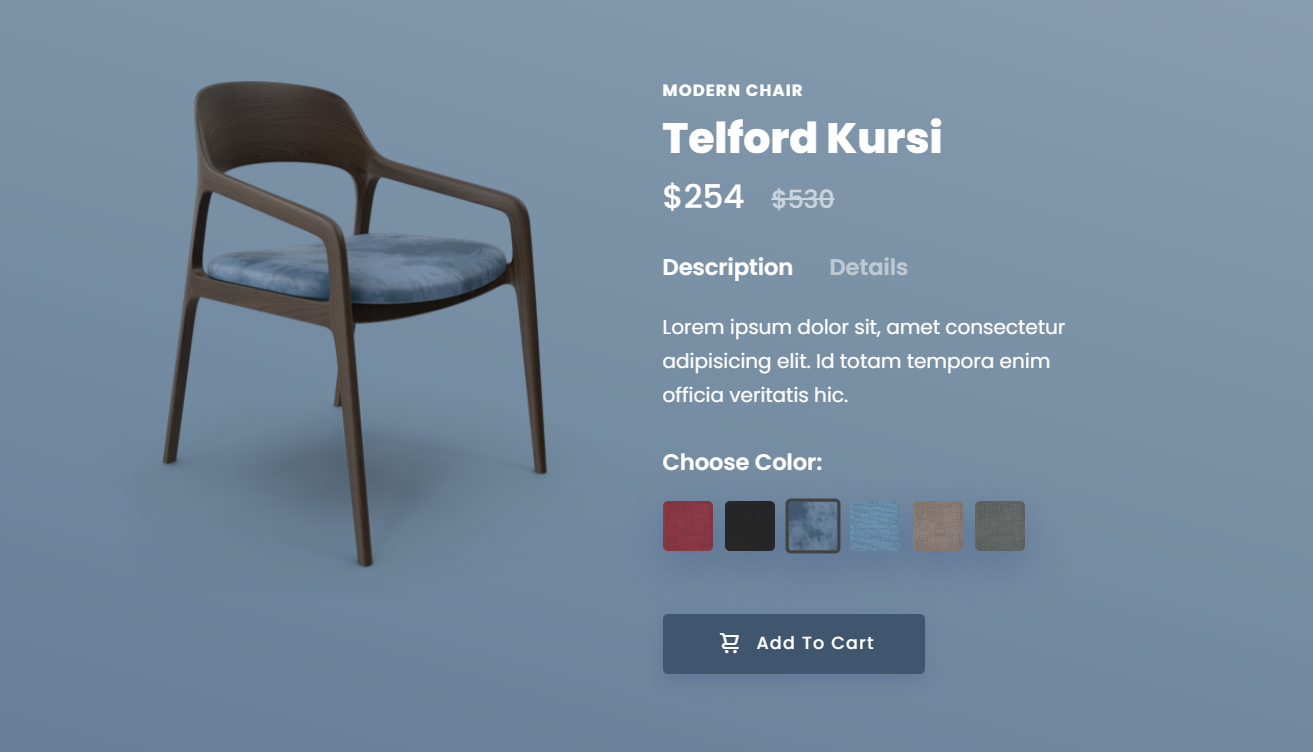 MODERN CHAIR
Telford Kursi
$254 $530
Description Details
Lorem ipsum dolor sit, amet consectetur
adipisicing elit. Id totam tempora enim
officia veritatis hic.
Choose Color:
Add To Cart